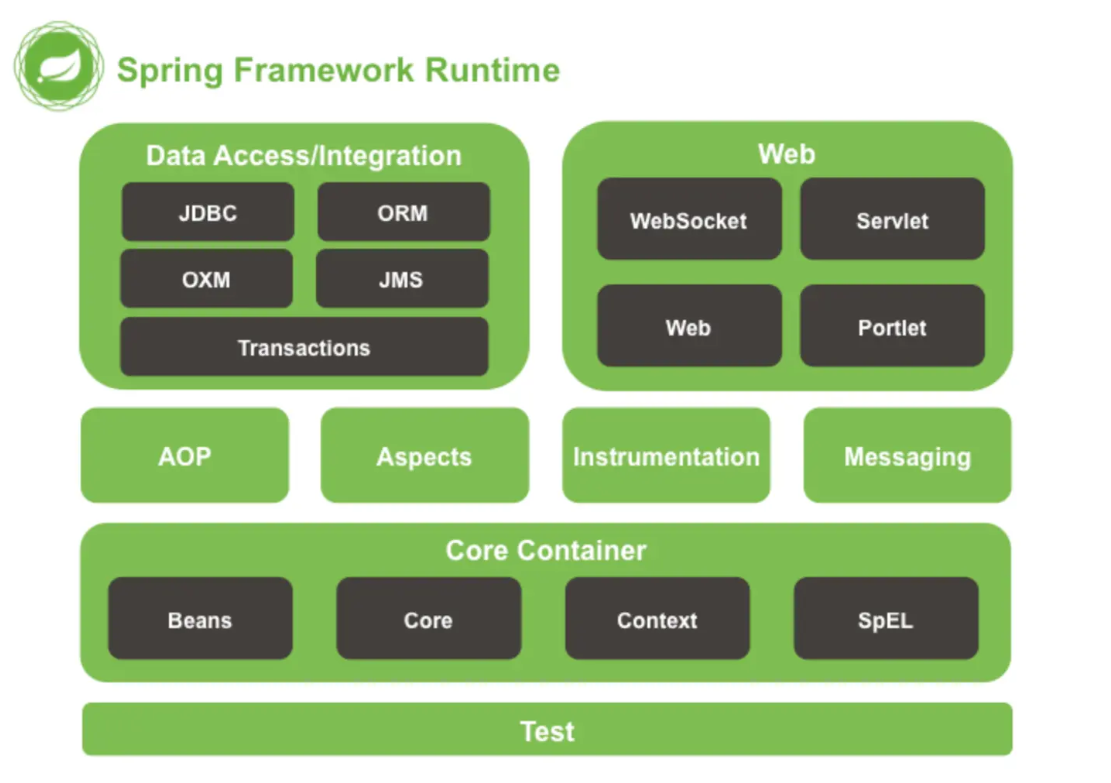 Spring Framework Runtime
Data Access/Integration
JDBC
ORM
OXM
JMS
Transactions
Web
WebSocket
Servlet
Web
Portlet
AOP
Aspects
Instrumentation
Messaging
Core Container
Beans
Core
Context
SpEL
Test